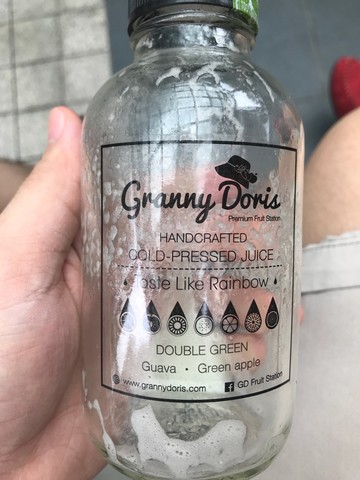 Granny Doris
Premium Fruit Station
HANDCRAFTED
COLD-PRESSED JUICE
Taste Like Rainbow
DOUBLE GREEN
Guava • Green apple
www.grannydoris.com GD Fruit Station